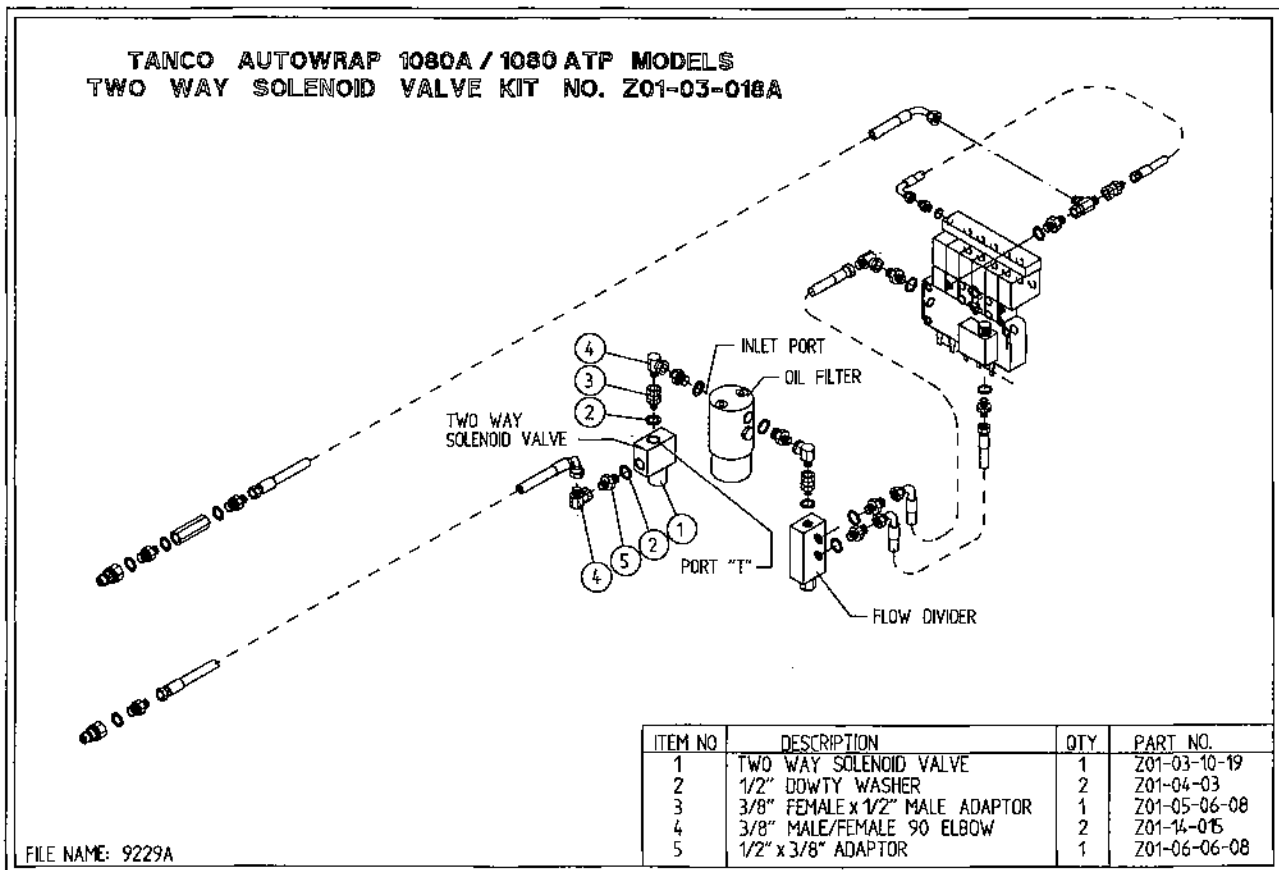 TANCO AUTOWRAP 1080A / 1080 ATP MODELS
TWO WAY SOLENOID VALVE KIT NO. Z01-03-018A
4
INLET PORT
3
OIL FILTER
2
TWO WAY
SOLENOID VALVE
1
2
5
4
PORT "T"
FLOW DIVIDER
ITEM NO DESCRIPTION QTY PART NO.
1 TWO WAY SOLENOID VALVE 1 Z01-03-10-19
2 1/2" DOWTY WASHER 2 Z01-04-03
3 3/8" FEMALE x 1/2" MALE ADAPTOR 1 Z01-05-06-08
4 3/8" MALE/FEMALE 90 ELBOW 2 Z01-14-015
5 1/2" x 3/8" ADAPTOR 1 Z01-06-06-08
FILE NAME: 9229A